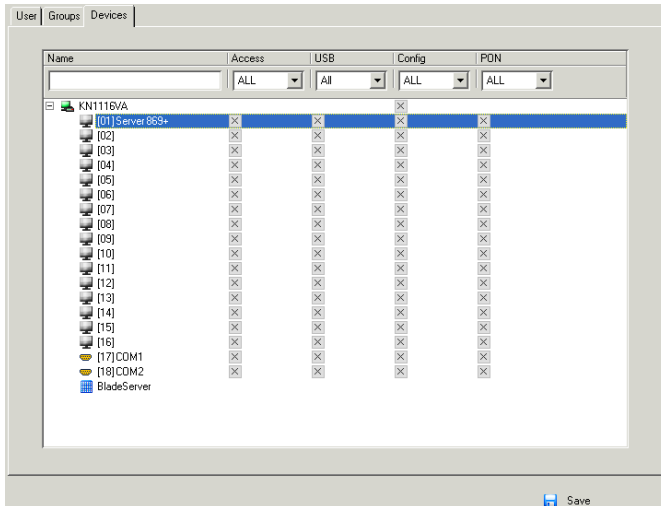 User Groups Devices
Name Access USB Config PON
ALL All ALL ALL
KN1116VA
[01]Server 869+
[02]
[03]
[04]
[05]
[06]
[07]
[08]
[09]
[10]
[11]
[12]
[13]
[14]
[15]
[16]
[17]COM1
[18]COM2
BladeServer
Save